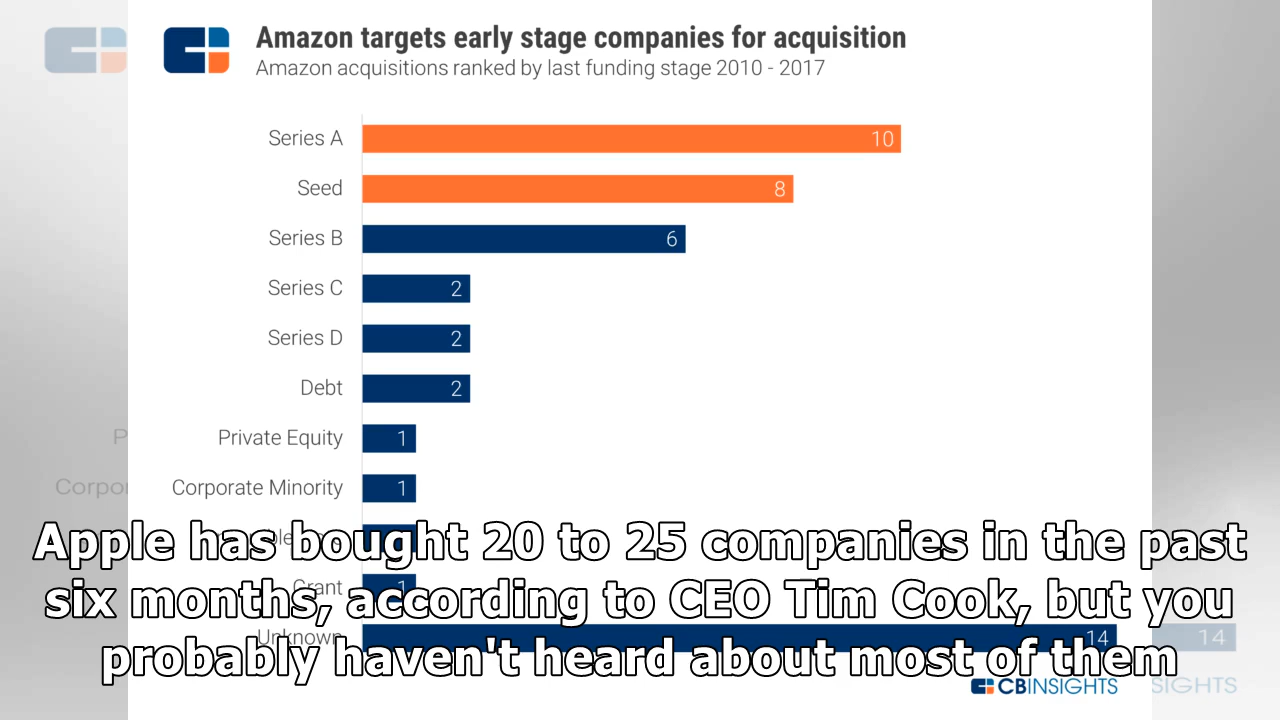 Amazon targets early stage companies for acquisition
Amazon acquisitions ranked by last funding stage 2010 - 2017
Series A 10
Seed 8
Series B 6
Series C 2
Series D 2
Debt 2
Private Equity 1
Corporate Minority 1
Grant 1
Unknown 14 14
Apple has bought 20 to 25 companies in the past
six months, according to CEO Tim Cook, but you
probably haven't heard about most of them
CBINSIGHTS